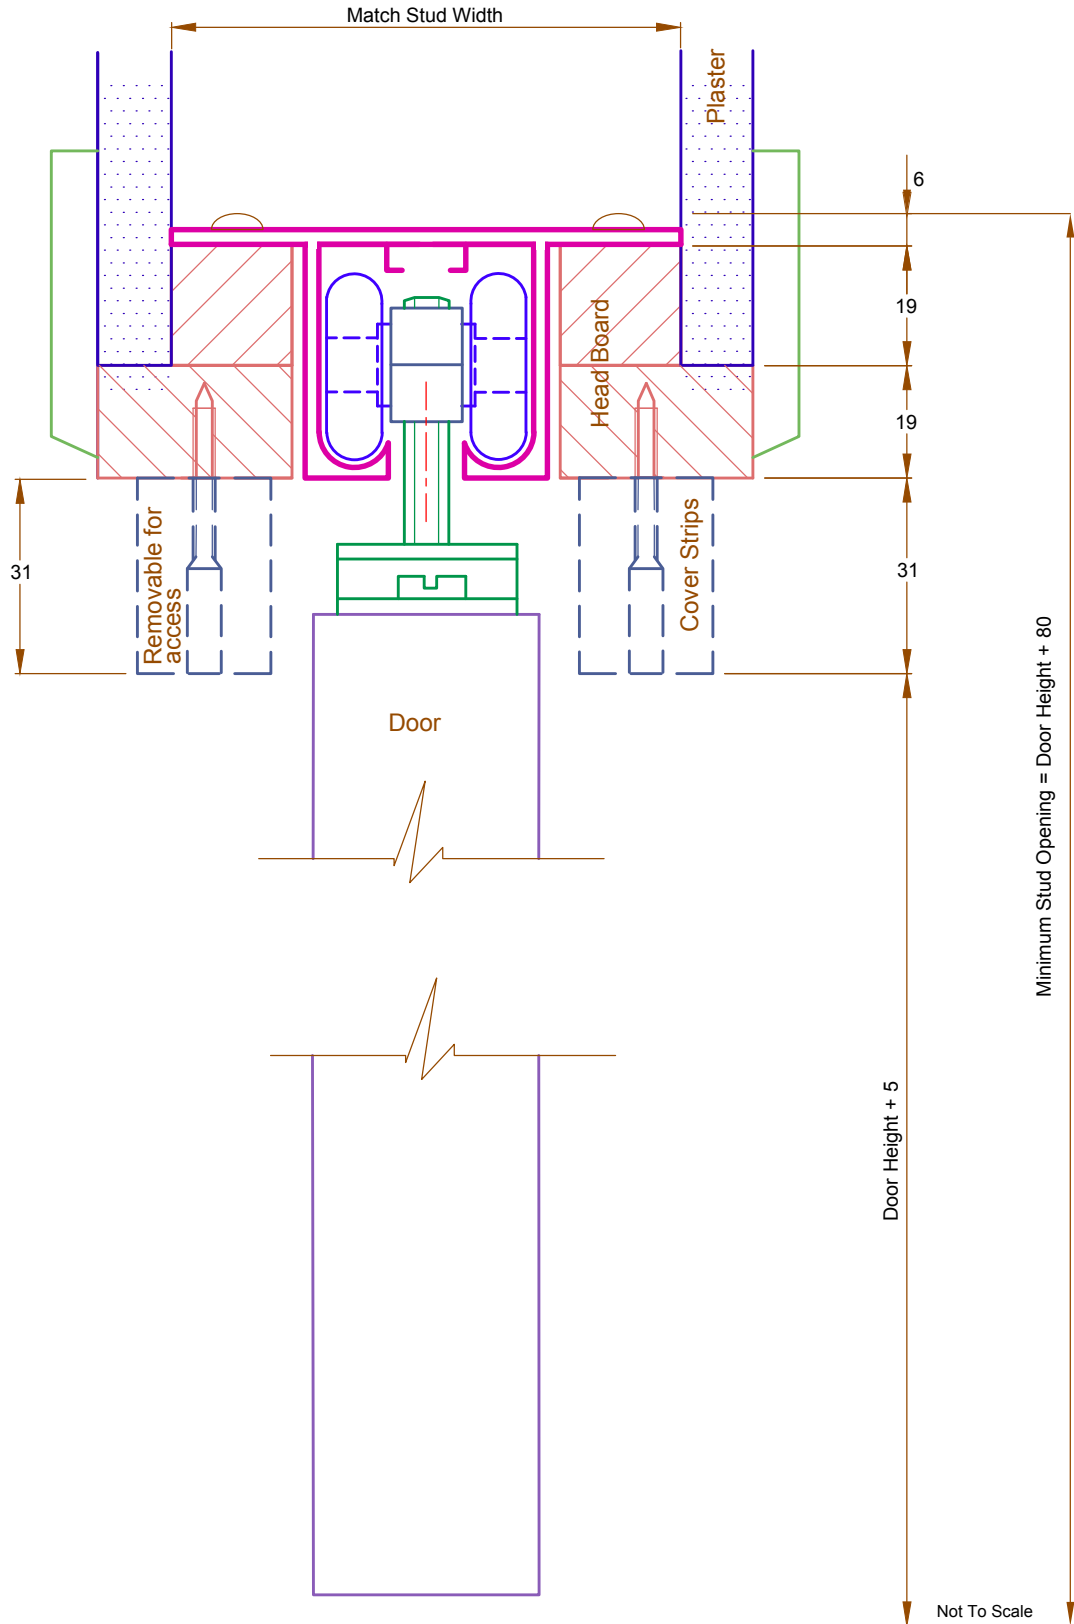 Match Stud Width
Plaster
6
19
Head Board
19
31
Removable for
access
Cover Strips
31
Door
Minimum Stud Opening = Door Height + 80
Door Height + 5
Not To Scale